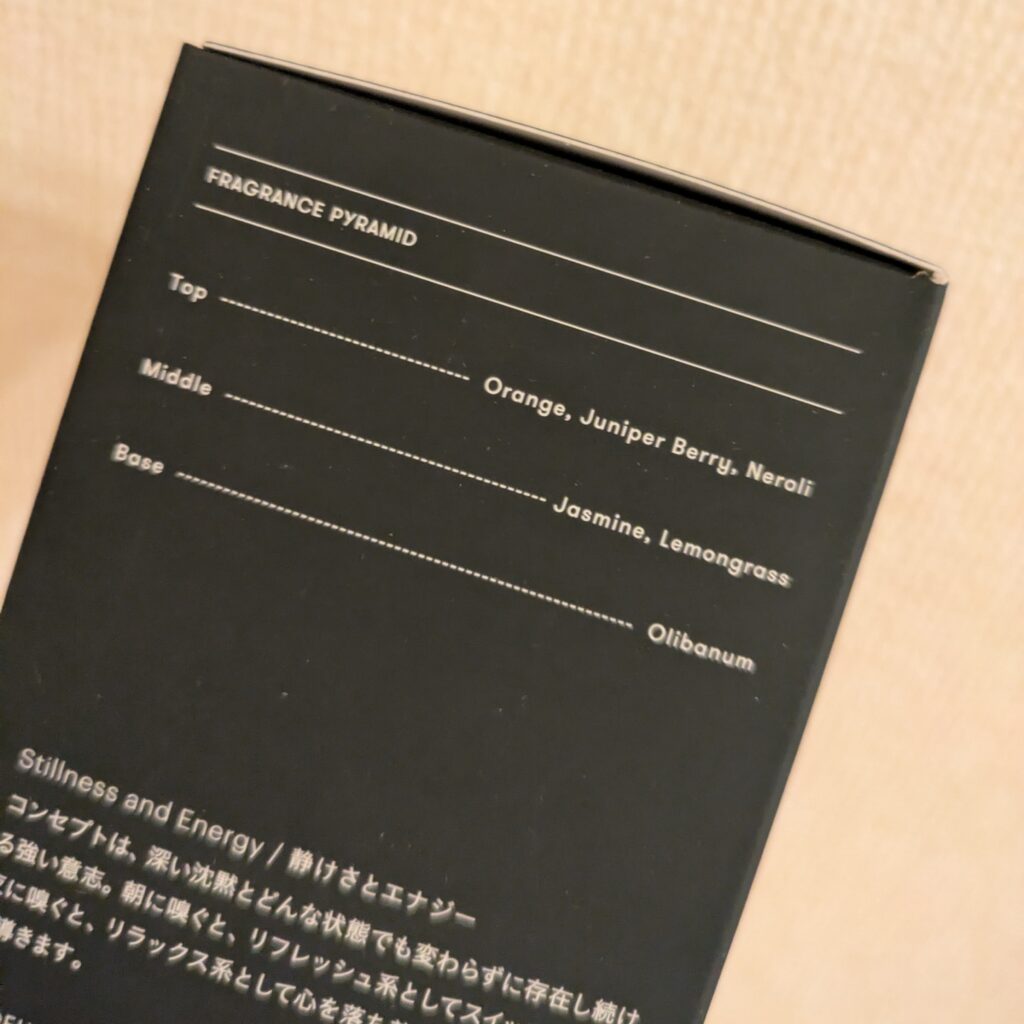 FRAGRANCE PYRAMID
Top -------------------- Orange, Juniper Berry, Neroli
Middle -------------------- Jasmine, Lemongrass
Base -------------------- Olibanum
Stillness and Energy / 静けさとエナジー
コンセプトは、深い沈黙とどんな状態でも変わらずに存在し続け
る強い意志。朝に嗅ぐと、リフレッシュ系としてスイッ
に嗅ぐと、リラックス系として心を落ち
導きます。